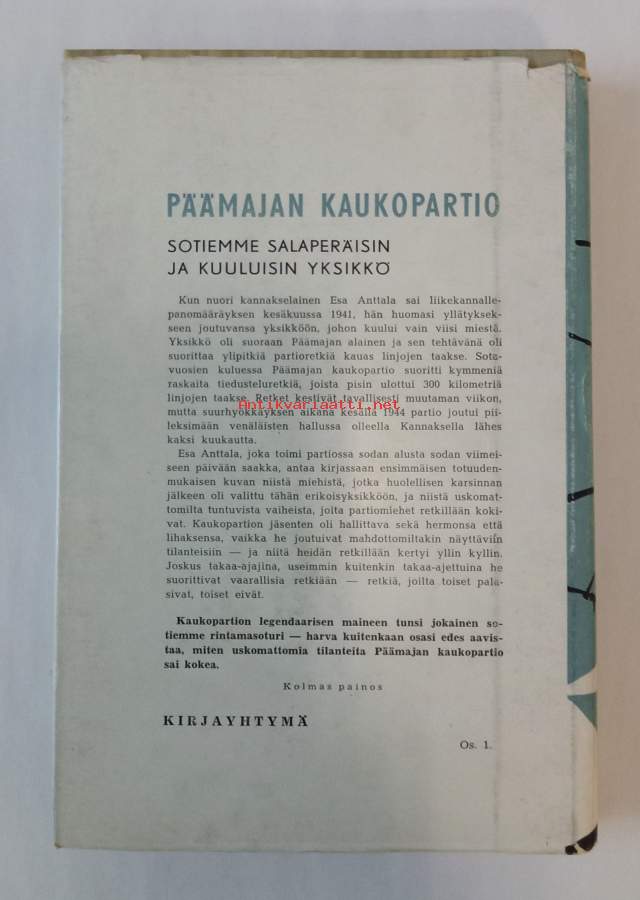 PÄÄMAJAN KAUKOPARTIO
SOTIEMME SALAPERÄISIN
JA KUULUISIN YKSIKKÖ
Kun nuori kannakselainen Esa Anttala sai liikekannalle-
panomääräyksen kesäkuussa 1941, hän huomasi yllätyksek-
seen joutuvansa yksikköön, johon kuului vain viisi miestä.
Yksikkö oli suoraan Päämajan alainen ja sen tehtävänä oli
suorittaa ylipitkiä partioretkiä kauas linjojen taakse. Sota-
vuosien kuluessa Päämajan kaukopartio suoritti kymmeniä
raskaita tiedusteluretkiä, joista pisin ulottui 300 kilometriä
linjojen taakse. Retket kestivät tavallisesti muutaman viikon,
Antikvariaatti.net
mutta suurhyökkäyksen aikana kesällä 1944 partio joutui pii-
leksimään venäläisten hallussa olleella Kannaksella lähes
kaksi kuukautta.
Esa Anttala, joka toimi partiossa sodan alusta sodan viimei-
seen päivään saakka, antaa kirjassaan ensimmäisen totuuden-
mukaisen kuvan niistä miehistä, jotka huolellisen karsinnan
jälkeen oli valittu tähän erikoisyksikköön, ja niistä uskomat-
tomilta tuntuvista vaiheista, joita partiomiehet retkillään koki-
vat. Kaukopartion jäsenten oli hallittava sekä hermonsa että
lihaksensa, vaikka he joutuivat mahdottomiltakin näyttäviin
tilanteisiin — ja niitä heidän retkillään kertyi yllin kyllin.
Joskus takaa-ajajina, useimmin kuitenkin takaa-ajettuina he
suorittivat vaarallisia retkiään — retkiä, joilta toiset pala-
sivat, toiset eivät.
Kaukopartion legendaarisen maineen tunsi jokainen so-
tiemme rintamasoturi — harva kuitenkaan osasi edes aavis-
taa, miten uskomattomia tilanteita Päämajan kaukopartio
sai kokea.
Kolmas painos
KIRJAYHTYMÄ
Os. 1.